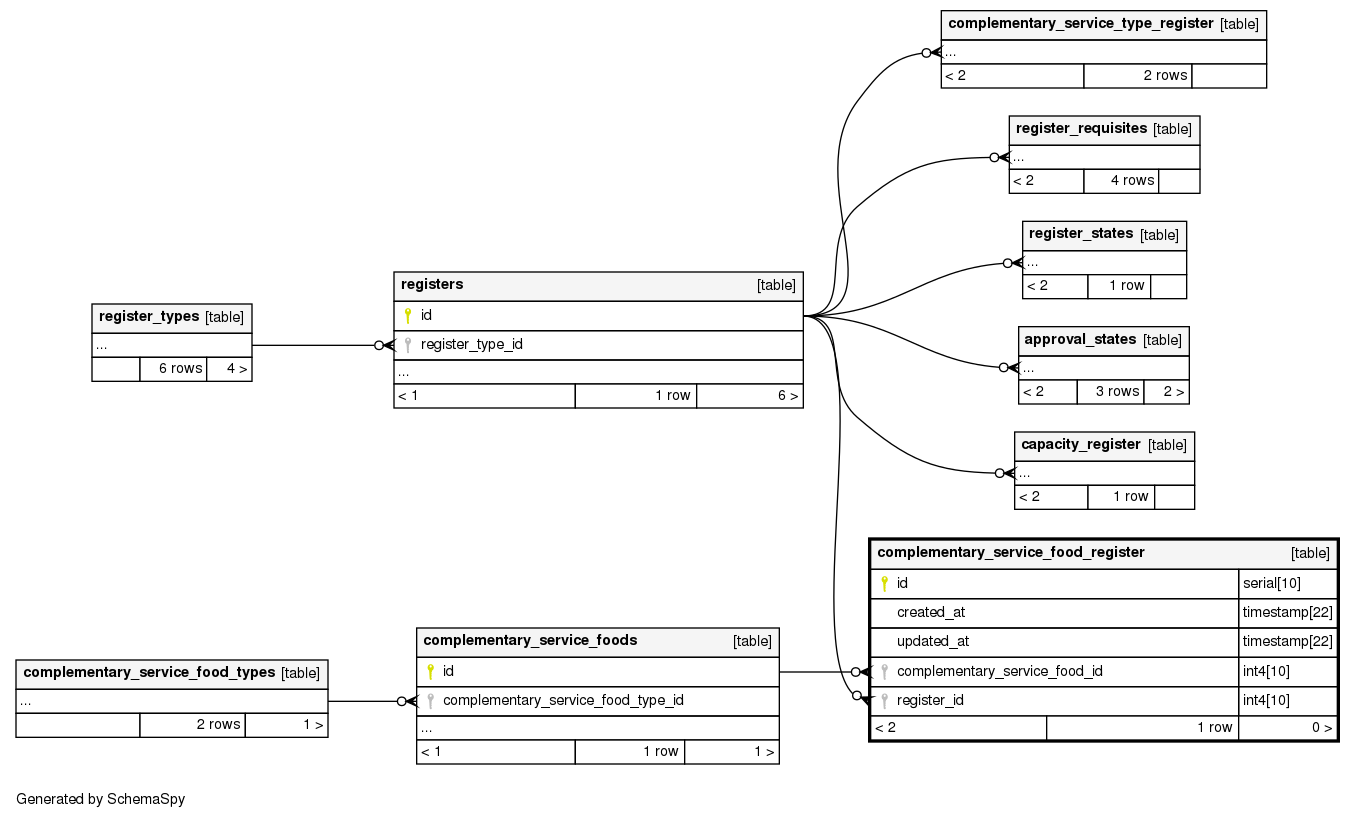 complementary_service_type_register [table]
...
< 2 2 rows
register_requisites [table]
...
< 2 4 rows
register_states [table]
...
< 2 1 row
registers [table]
id
register_type_id
...
< 1 1 row 6 >
register_types [table]
...
6 rows 4 >
approval_states [table]
...
< 2 3 rows 2 >
capacity_register [table]
...
< 2 1 row
complementary_service_food_register [table]
id serial[10]
created_at timestamp[22]
updated_at timestamp[22]
complementary_service_food_id int4[10]
register_id int4[10]
< 2 1 row 0 >
complementary_service_foods [table]
id
complementary_service_food_type_id
...
< 1 1 row 1 >
complementary_service_food_types [table]
...
2 rows 1 >
Generated by SchemaSpy